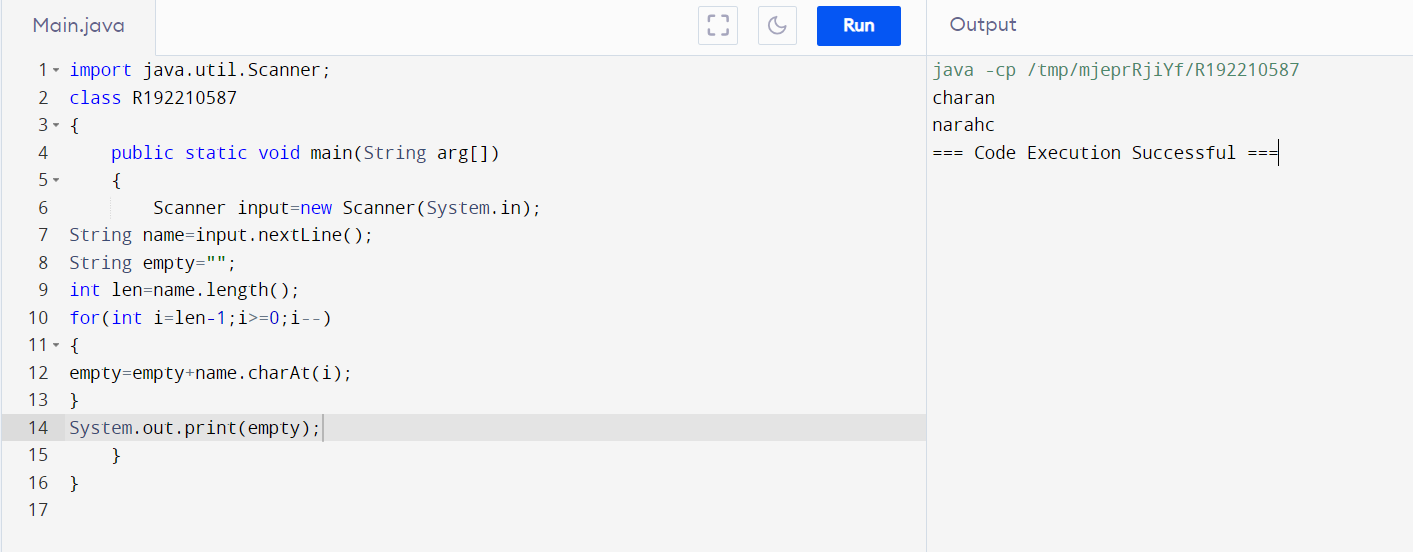 Main.java
Run
Output
1 import java.util.Scanner;
2 class R192210587
3 {
4 public static void main(String arg[])
5 {
6 Scanner input=new Scanner(System.in);
7 String name=input.nextLine();
8 String empty="";
9 int len=name.length();
10 for(int i=len-1;i>=0;i--)
11 {
12 empty=empty+name.charAt(i);
13 }
14 System.out.print(empty);
15 }
16 }
17
java -cp /tmp/mjeprRjiYf/R192210587
charan
narahc
=== Code Execution Successful ===